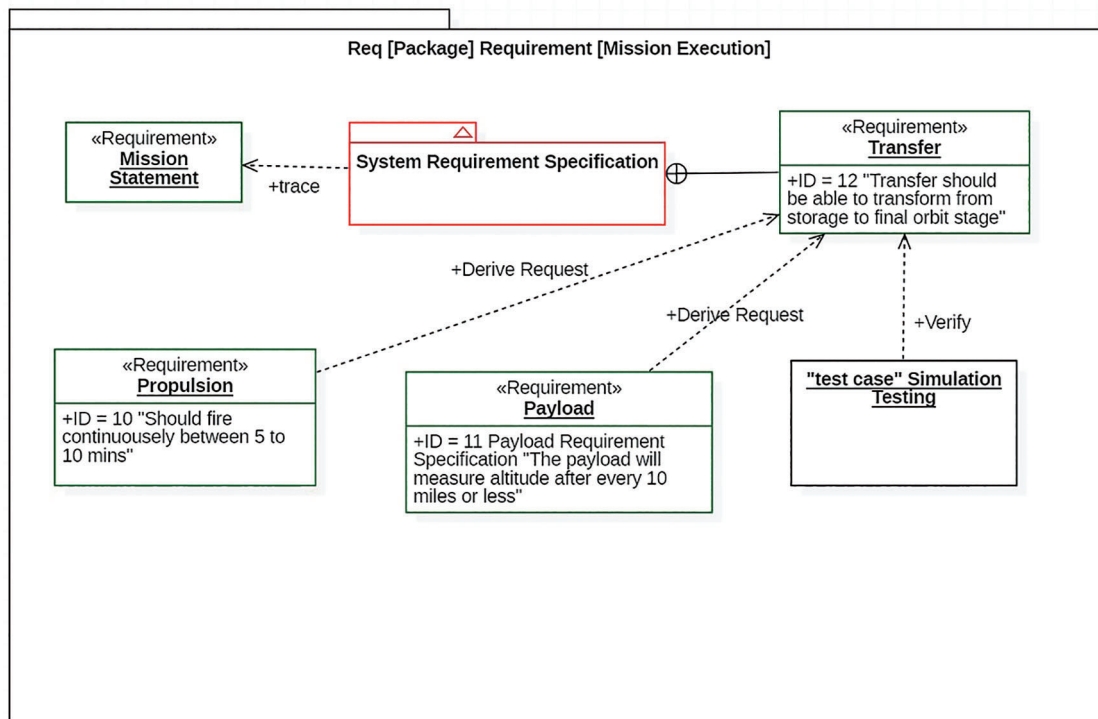 Req [Package] Requirement [Mission Execution]
«Requirement»
Mission
Statement
+trace
System Requirement Specification
«Requirement»
Transfer
+ID = 12 "Transfer should
be able to transform from
storage to final orbit stage"
+Derive Request
+Derive Request
+Verify
«Requirement»
Propulsion
+ID = 10 "Should fire
continuousely between 5 to
10 mins"
«Requirement»
Payload
+ID = 11 Payload Requirement
Specification "The payload will
measure altitude after every 10
miles or less"
"test case" Simulation
Testing